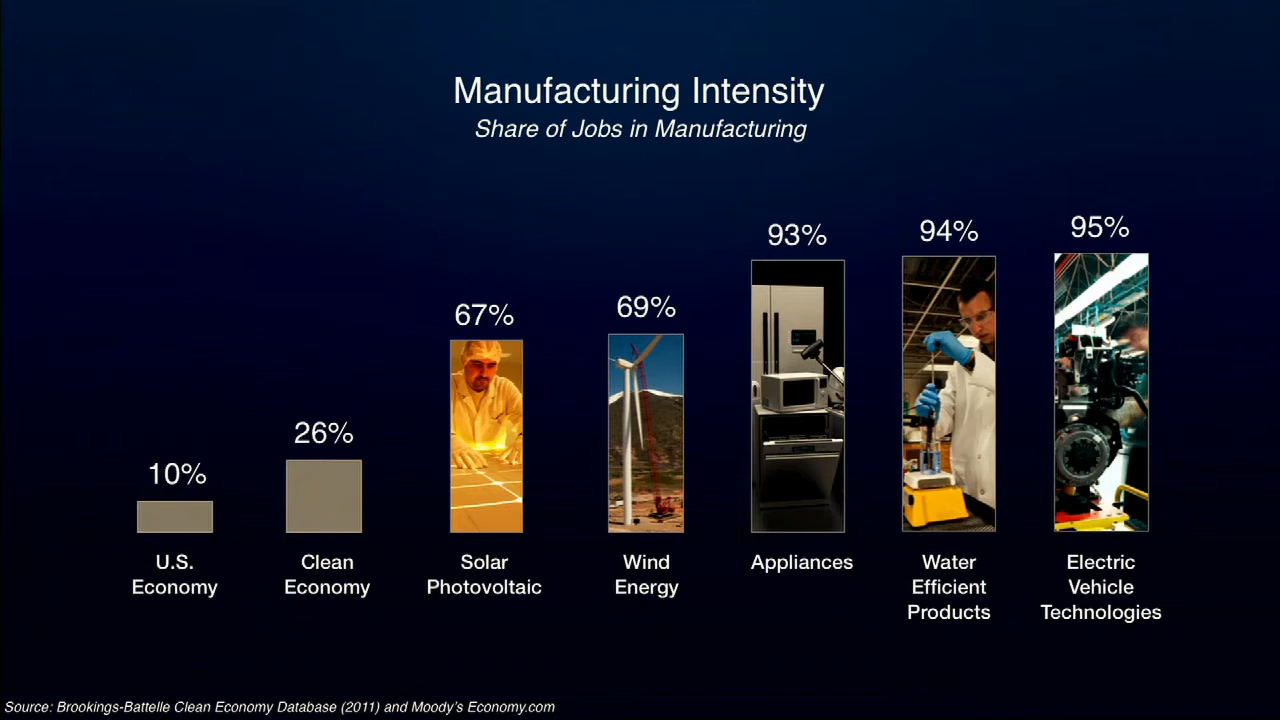 Manufacturing Intensity
Share of Jobs in Manufacturing
10%
26%
67%
69%
93%
94%
95%
U.S.
Economy
Clean
Economy
Solar
Photovoltaic
Wind
Energy
Appliances
Water
Efficient
Products
Electric
Vehicle
Technologies
Source: Brookings-Battelle Clean Economy Database (2011) and Moody's Economy.com